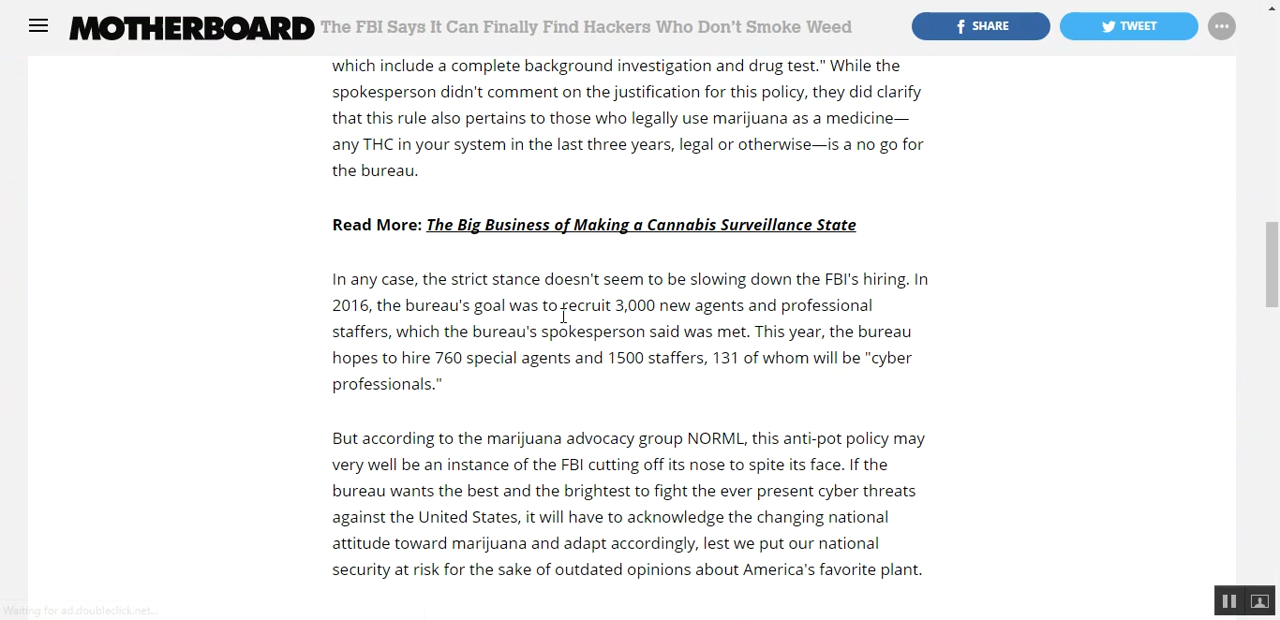 MOTHERBOARD The FBI Says It Can Finally Find Hackers Who Don't Smoke Weed SHARE TWEET
which include a complete background investigation and drug test." While the
spokesperson didn't comment on the justification for this policy, they did clarify
that this rule also pertains to those who legally use marijuana as a medicine—
any THC in your system in the last three years, legal or otherwise—is a no go for
the bureau.
Read More: The Big Business of Making a Cannabis Surveillance State
In any case, the strict stance doesn't seem to be slowing down the FBI's hiring. In
2016, the bureau's goal was to recruit 3,000 new agents and professional
staffers, which the bureau's spokesperson said was met. This year, the bureau
hopes to hire 760 special agents and 1500 staffers, 131 of whom will be "cyber
professionals."
But according to the marijuana advocacy group NORML, this anti-pot policy may
very well be an instance of the FBI cutting off its nose to spite its face. If the
bureau wants the best and the brightest to fight the ever present cyber threats
against the United States, it will have to acknowledge the changing national
attitude toward marijuana and adapt accordingly, lest we put our national
security at risk for the sake of outdated opinions about America's favorite plant.
Waiting for ad.doubleclick.net...